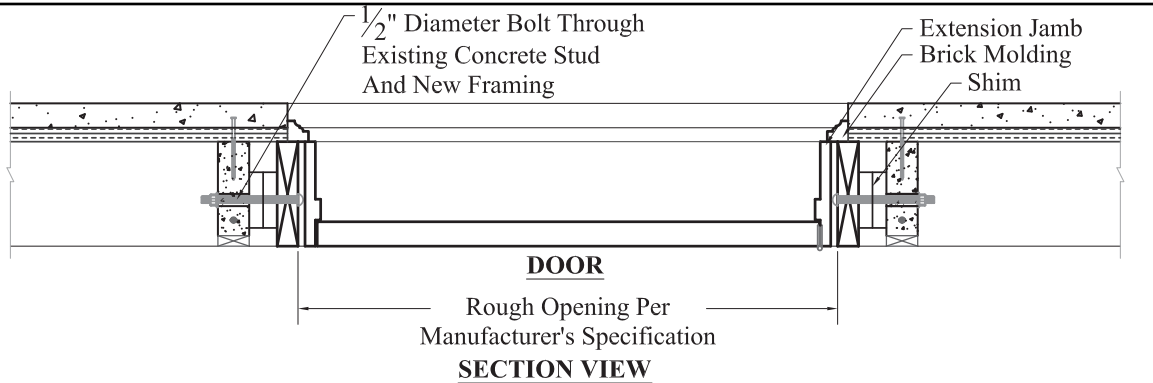 1/2" Diameter Bolt Through
Existing Concrete Stud
And New Framing
Extension Jamb
Brick Molding
Shim
DOOR
Rough Opening Per
Manufacturer's Specification
SECTION VIEW